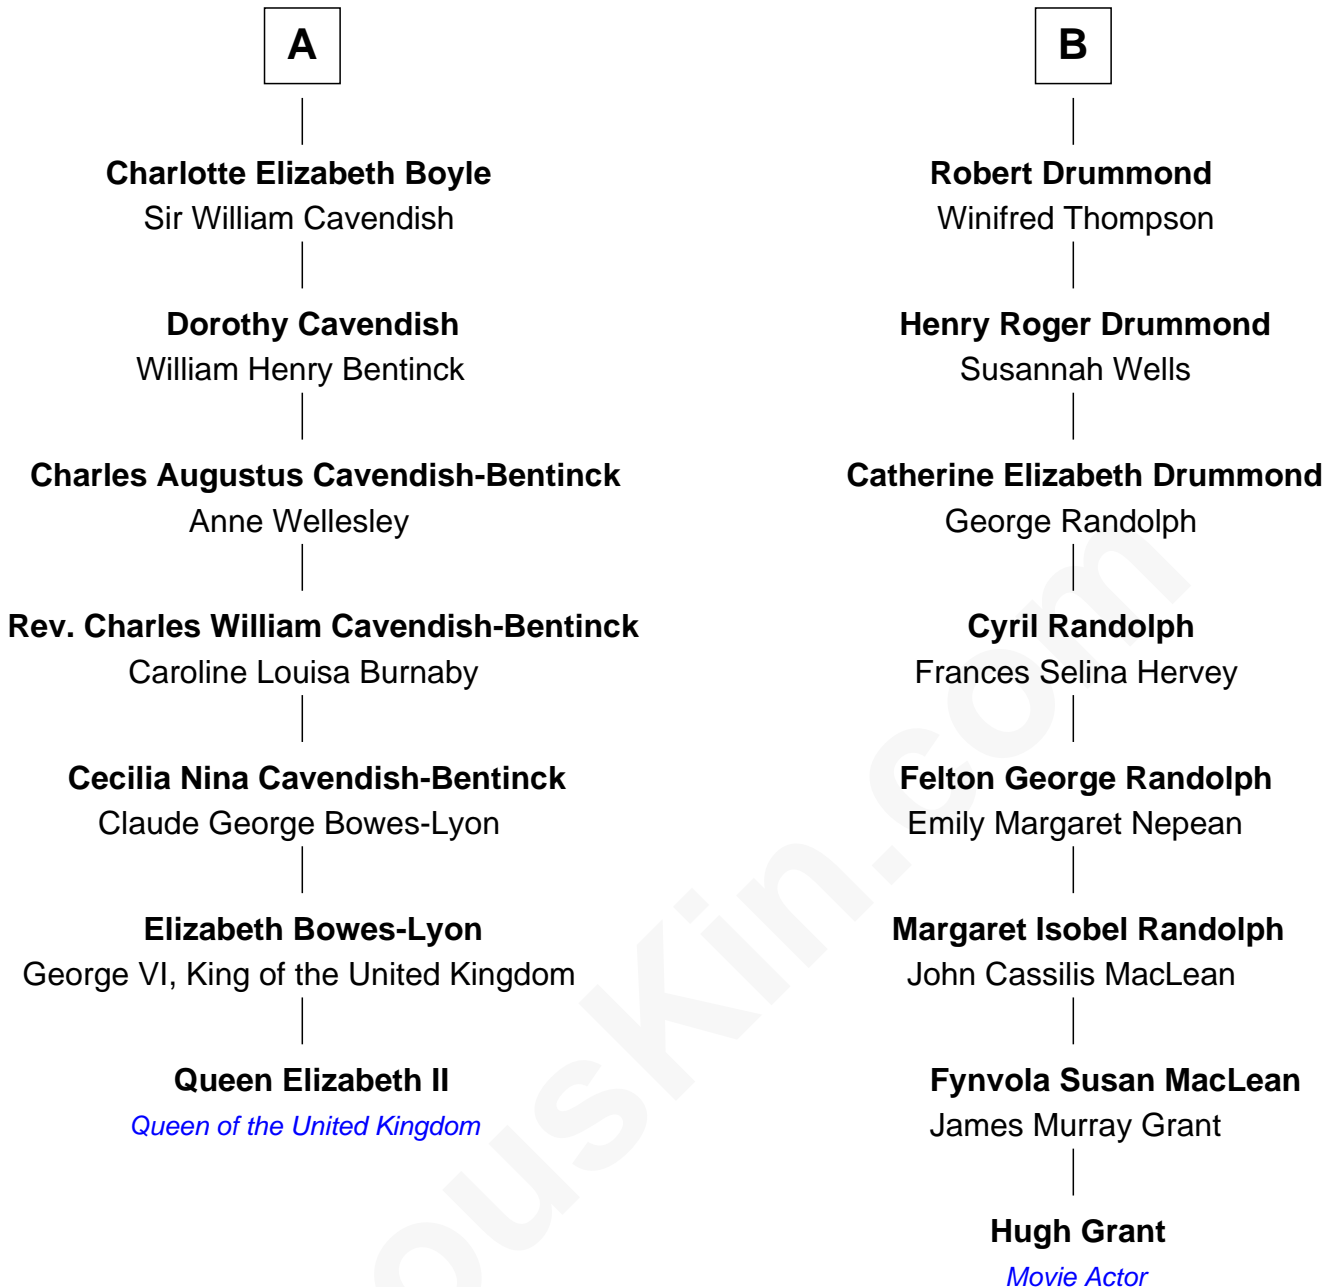 A
Charlotte Elizabeth Boyle
Sir William Cavendish
Dorothy Cavendish
William Henry Bentinck
Charles Augustus Cavendish-Bentinck
Anne Wellesley
Rev. Charles William Cavendish-Bentinck
Caroline Louisa Burnaby
Cecilia Nina Cavendish-Bentinck
Claude George Bowes-Lyon
Elizabeth Bowes-Lyon
George VI, King of the United Kingdom
Queen Elizabeth II
Queen of the United Kingdom
B
Robert Drummond
Winifred Thompson
Henry Roger Drummond
Susannah Wells
Catherine Elizabeth Drummond
George Randolph
Cyril Randolph
Frances Selina Hervey
Felton George Randolph
Emily Margaret Nepean
Margaret Isobel Randolph
John Cassilis MacLean
Fynvola Susan MacLean
James Murray Grant
Hugh Grant
Movie Actor
ousKin.com